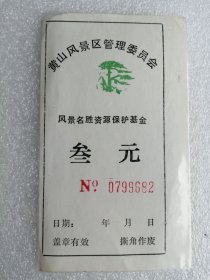 黄山风景区管理委员会
风景名胜资源保护基金
叁元
№ 0799682
日期： 年 月 日
盖章有效 撕角作废